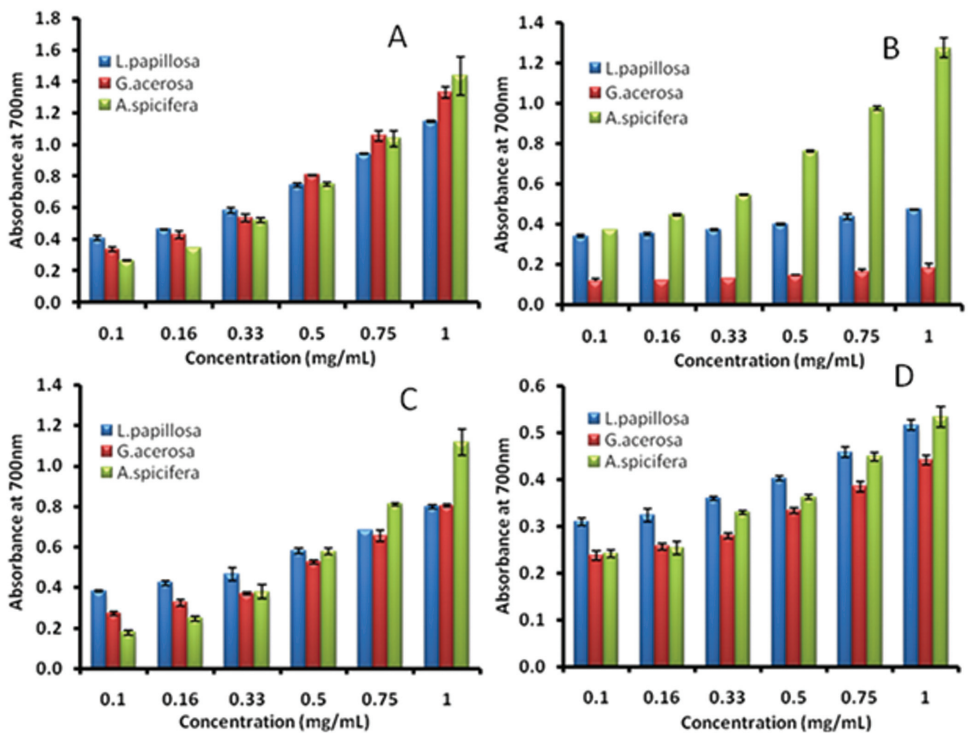 A
Absorbance at 700nm
1.8
1.6
1.4
1.2
1.0
0.8
0.6
0.4
0.2
0.0
L.papillosa
G.acerosa
A.spicifera
0.1 0.16 0.33 0.5 0.75 1
Concentration (mg/mL)
B
Absorbance at 700nm
1.4
1.2
1.0
0.8
0.6
0.4
0.2
0.0
L.papillosa
G.acerosa
A.spicifera
0.1 0.16 0.33 0.5 0.75 1
Concentration (mg/mL)
C
Absorbance at 700nm
1.4
1.2
1.0
0.8
0.6
0.4
0.2
0.0
L.papillosa
G.acerosa
A.spicifera
0.1 0.16 0.33 0.5 0.75 1
Concentration (mg/mL)
D
Absorbance at 700nm
0.6
0.5
0.4
0.3
0.2
0.1
0.0
L.papillosa
G.acerosa
A.spicifera
0.1 0.16 0.33 0.5 0.75 1
Concentration (mg/mL)